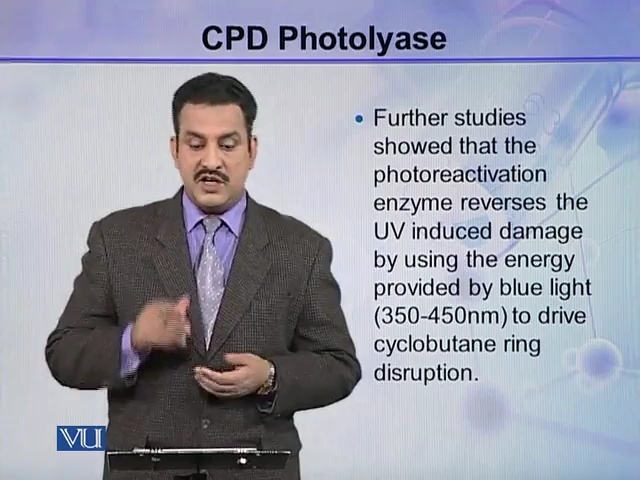 CPD Photolyase
• Further studies
showed that the
photoreactivation
enzyme reverses the
UV induced damage
by using the energy
provided by blue light
(350-450nm) to drive
cyclobutane ring
disruption.
VU